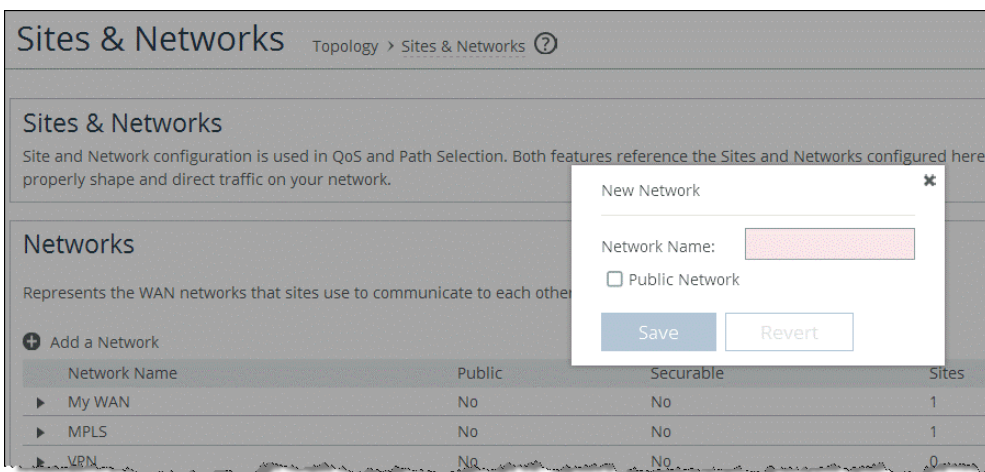 Sites & Networks
Topology > Sites & Networks ?
Sites & Networks
Site and Network configuration is used in QoS and Path Selection. Both features reference the Sites and Networks configured here
properly shape and direct traffic on your network.
New Network
Network Name:
Public Network
Save Revert
Networks
Represents the WAN networks that sites use to communicate to each other
Add a Network
Network Name Public Securable Sites
My WAN No No 1
MPLS No No 1
VPN No No 0